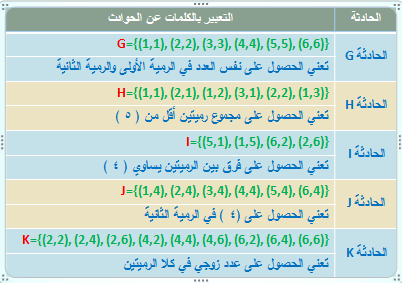 الحادثة التعبير بالكلمات عن الحوادث
الحادثة G
G={(1,1), (2,2), (3,3), (4,4), (5,5), (6,6)}
تعني الحصول على نفس العدد في الرمية الأولى والرمية الثانية
الحادثة H
H={(1,1), (2,1), (1,2), (3,1), (2,2), (1,3)}
تعني الحصول على مجموع رميتين أقل من ( ٥ )
الحادثة I
I={(5,1), (1,5), (6,2), (2,6)}
تعني الحصول على فرق بين الرميتين يساوي ( ٤ )
الحادثة J
J={(1,4), (2,4), (3,4), (4,4), (5,4), (6,4)}
تعني الحصول على (٤ ) في الرمية الثانية
الحادثة K
K={(2,2), (2,4), (2,6), (4,2), (4,4), (4,6), (6,2), (6,4), (6,6)}
تعني الحصول على عدد زوجي في كلا الرميتين